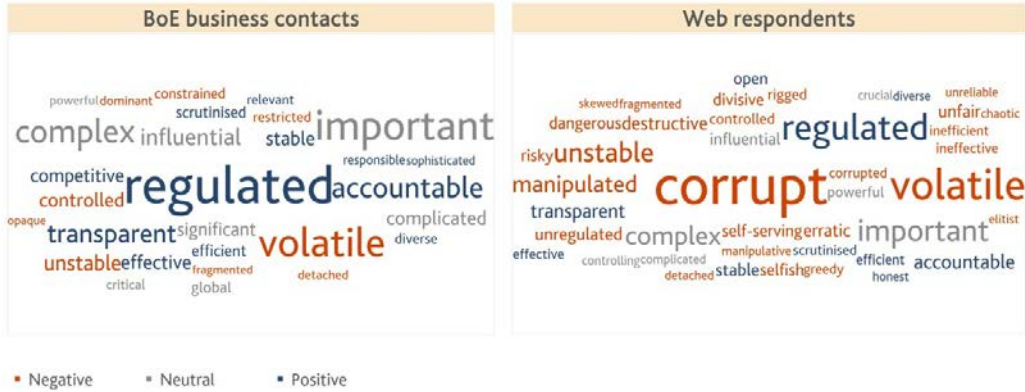 BoE business contacts
powerful dominant constrained
scrutinised relevant
restricted
complex influential stable important
responsible sophisticated
competitive regulated accountable
controlled
opaque
transparent significant volatile complicated
efficient diverse
unstable effective fragmented
detached
critical global
Web respondents
open
skewed fragmented divisive rigged crucial diverse unreliable
dangerous destructive controlled regulated unfair chaotic
influential inefficient
risky unstable ineffective
manipulated corrupt corrupted volatile
powerful
transparent
unregulated complex self-serving erratic important elitist
effective controlling complicated manipulative scrutinised efficient accountable
detached stable selfish greedy honest
Negative Neutral Positive